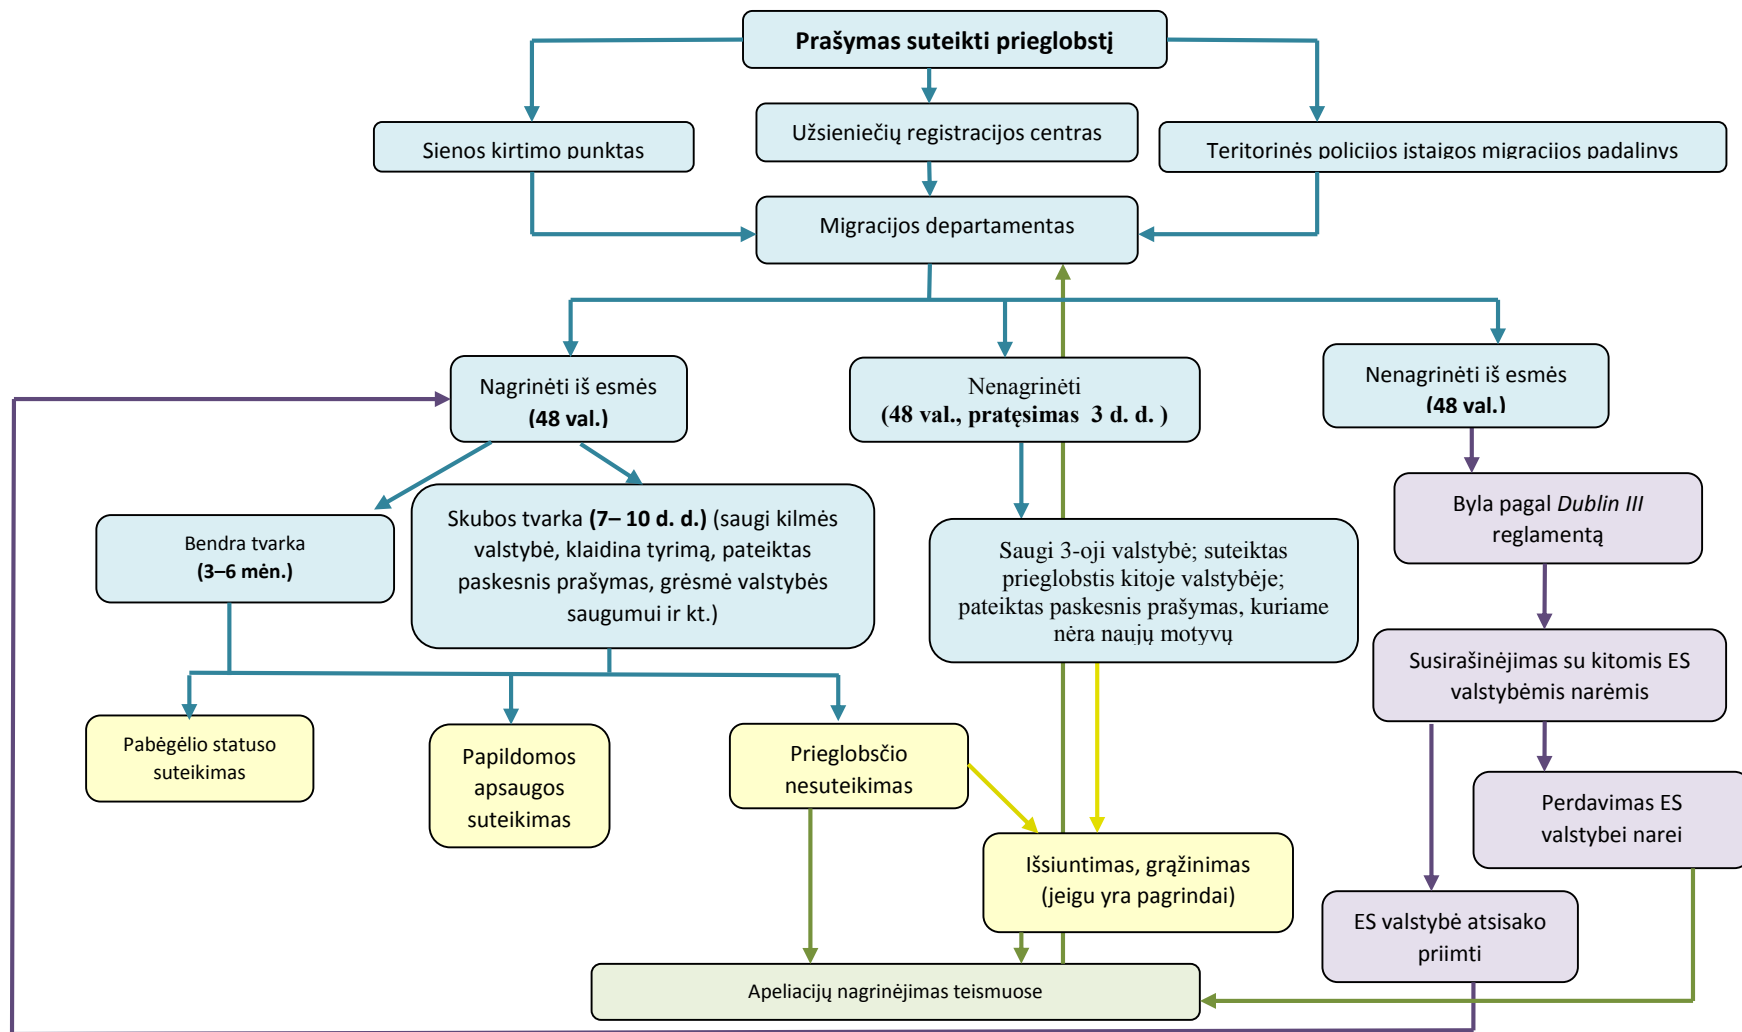 Prašymas suteikti prieglobstį
Sienos kirtimo punktas
Užsieniečių registracijos centras
Teritorinės policijos įstaigos migracijos padalinys
Migracijos departamentas
Nagrinėti iš esmės
(48 val.)
Nenagrinėti
(48 val., pratęsimas 3 d. d. )
Nenagrinėti iš esmės
(48 val.)
Bendra tvarka
(3–6 mėn.)
Skubos tvarka (7– 10 d. d.) (saugi kilmės
valstybė, klaidina tyrimą, pateiktas
paskesnis prašymas, grėsmė valstybės
saugumui ir kt.)
Saugi 3-oji valstybė; suteiktas
prieglobstis kitoje valstybėje;
pateiktas paskesnis prašymas, kuriame
nėra naujų motyvų
Byla pagal Dublin III
reglamentą
Susirašinėjimas su kitomis ES
valstybėmis narėmis
Pabėgėlio statuso
suteikimas
Papildomos
apsaugos
suteikimas
Prieglobsčio
nesuteikimas
Perdavimas ES
valstybei narei
Išsiuntimas, grąžinimas
(jeigu yra pagrindai)
ES valstybė atsisako
priimti
Apeliacijų nagrinėjimas teismuose